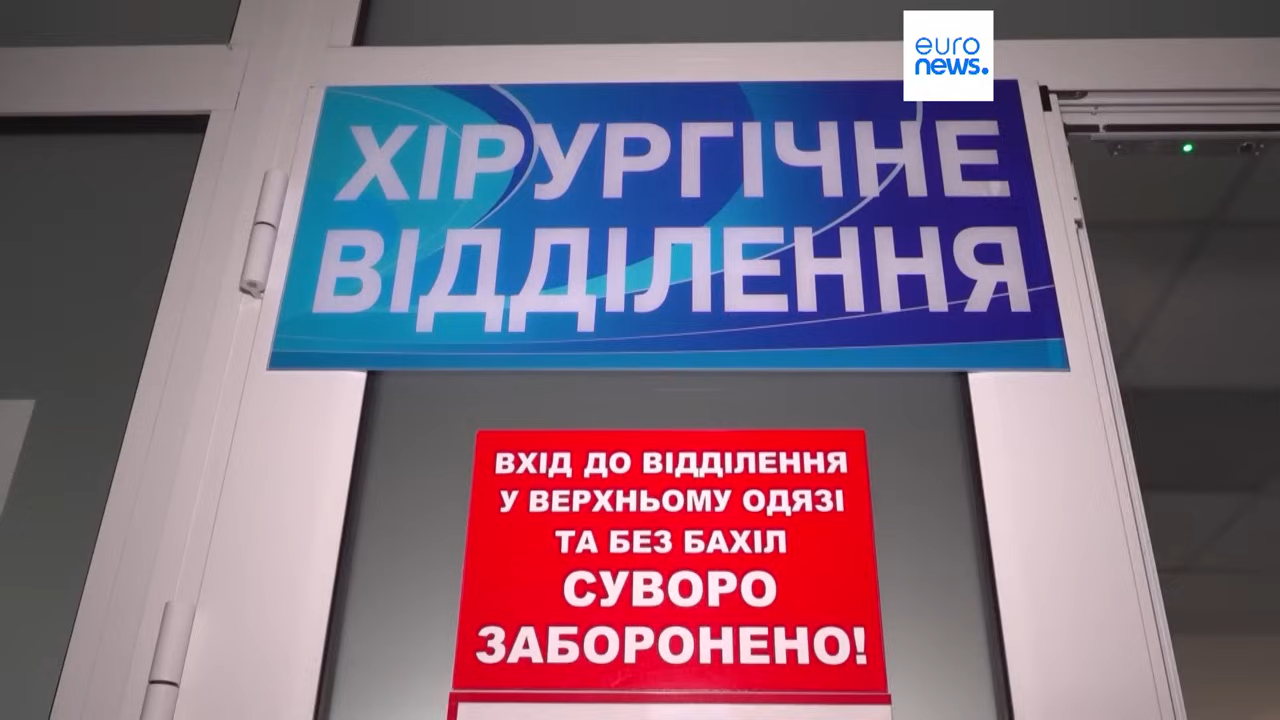 euro
news.
ХІРУРГІЧНЕ
ВІДДІЛЕННЯ
ВХІД ДО ВІДДІЛЕННЯ
У ВЕРХНЬОМУ ОДЯЗІ
ТА БЕЗ БАХІЛ
СУВОРО
ЗАБОРОНЕНО!